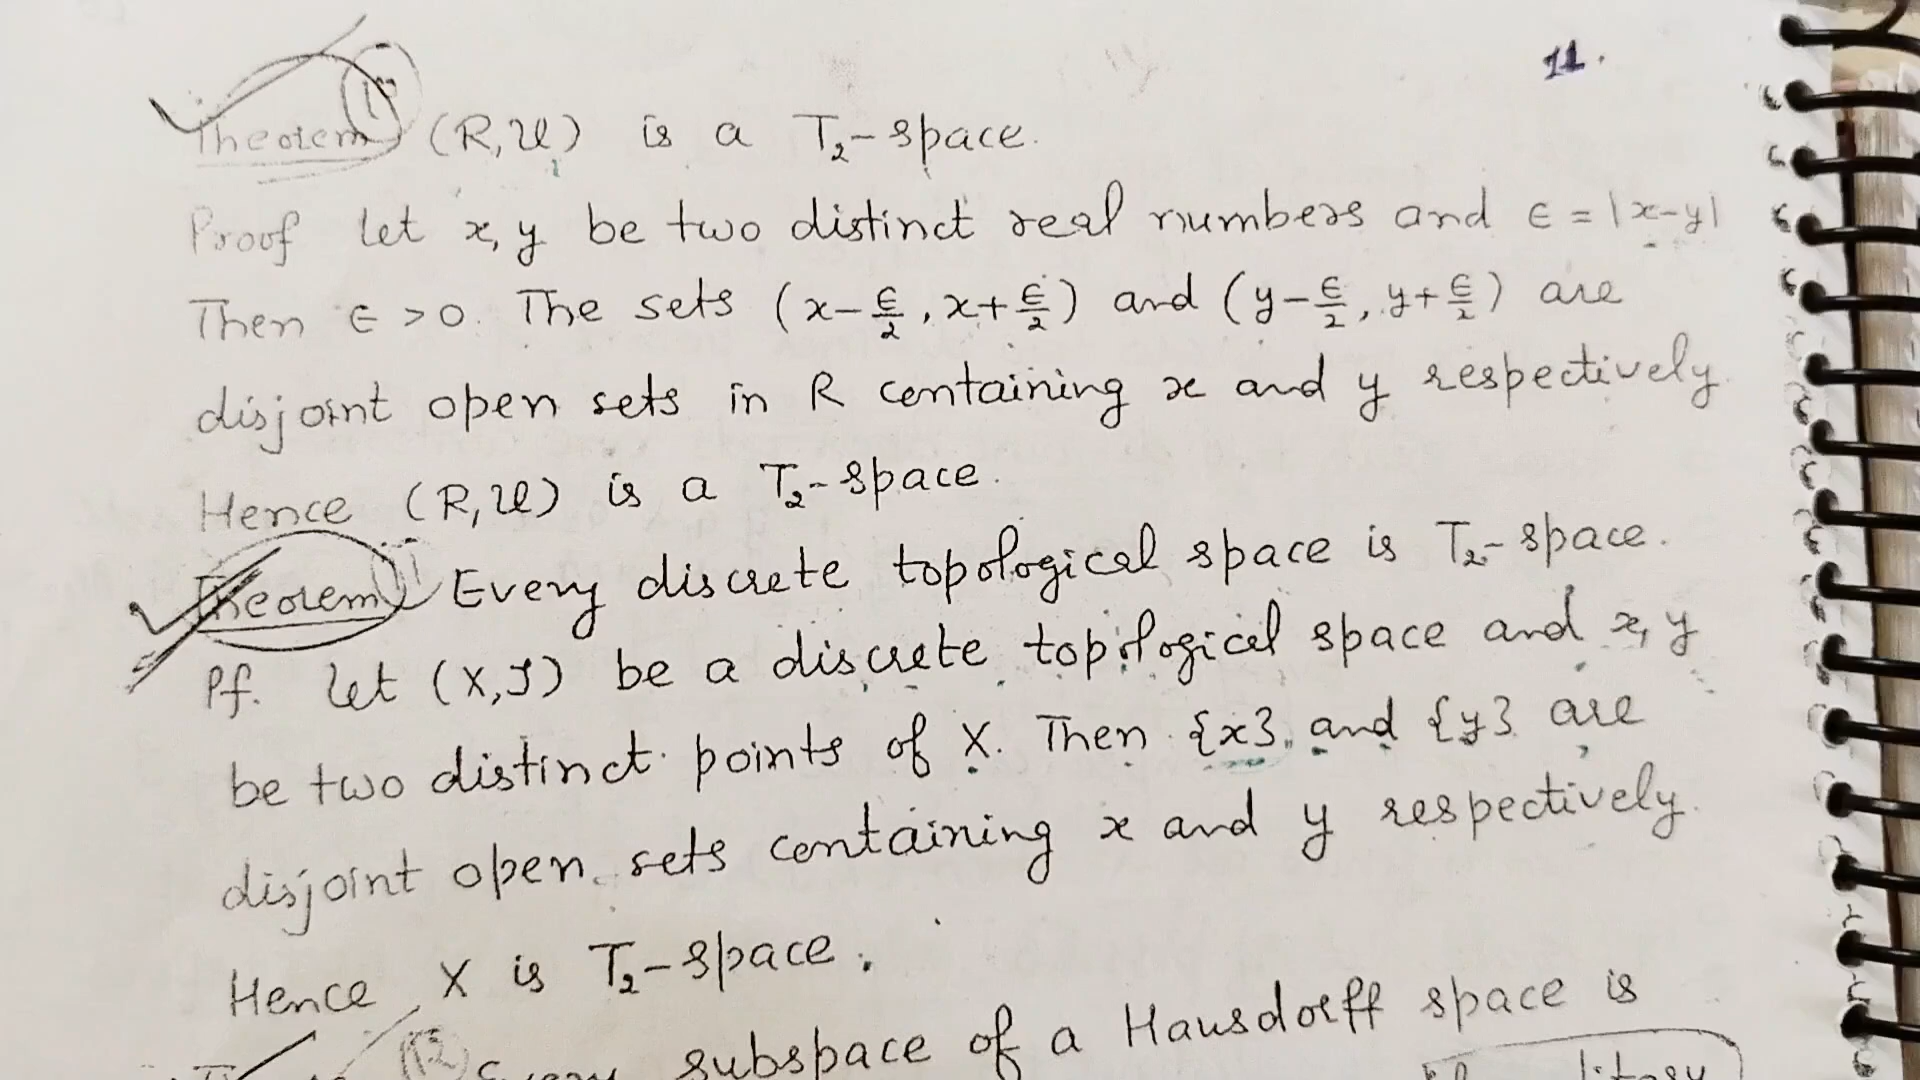 11.
Theorem (R,U) is a T₂-space.
Proof let x, y be two distinct real numbers and ϵ = |x-y|
Then ϵ > 0. The sets (x-ϵ/2, x+ϵ/2) and (y-ϵ/2, y+ϵ/2) are
disjoint open sets in R containing x and y respectively.
Hence (R,U) is a T₂-space.
Theorem Every discrete topological space is T₂-space.
Pf. let (X,J) be a discrete topological space and x, y
be two distinct points of X. Then {x} and {y} are
disjoint open sets containing x and y respectively.
Hence X is T₂-space.
Every subspace of a Hausdorff space is